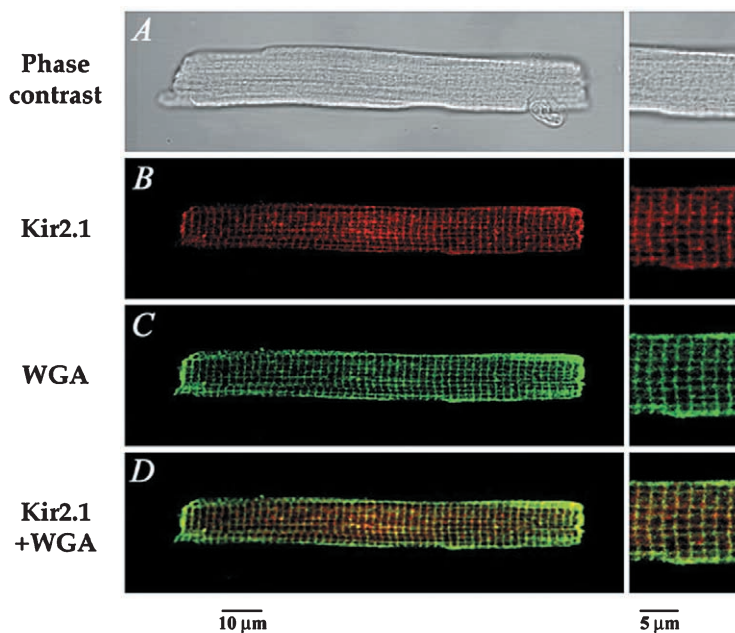 Phase
contrast
A
Kir2.1
B
WGA
C
Kir2.1
+WGA
D
10 μm
5 μm